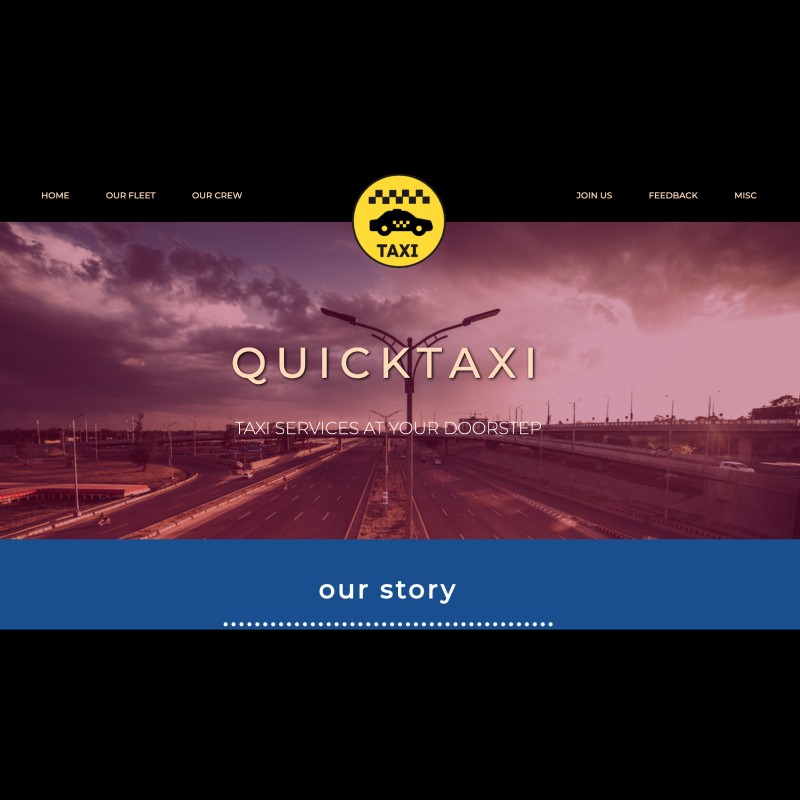 HOME OUR FLEET OUR CREW JOIN US FEEDBACK MISC
TAXI
QUICKTAXI
TAXI SERVICES AT YOUR DOORSTEP
our story